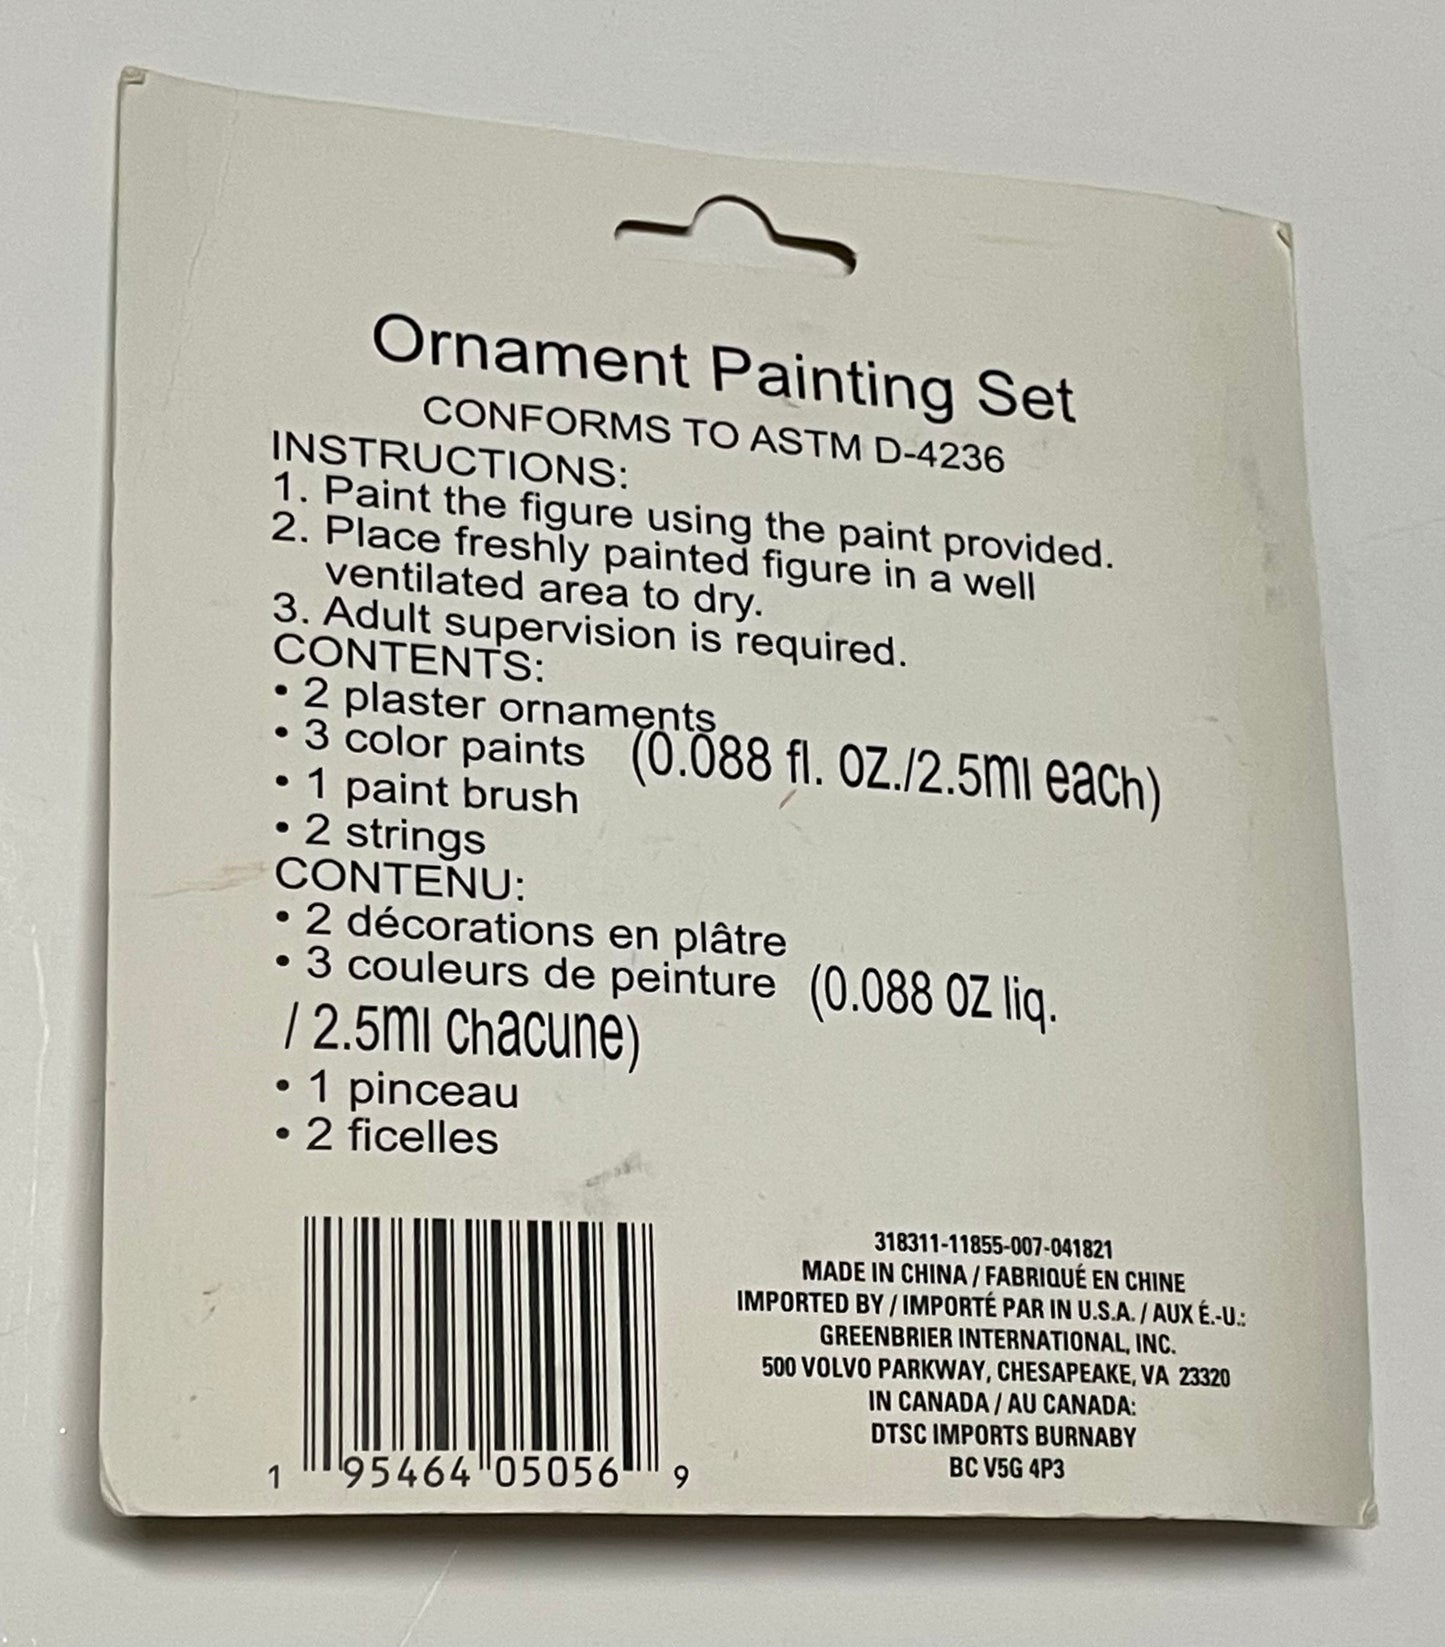 Ornament Painting Set
CONFORMS TO ASTM D-4236
INSTRUCTIONS:
1. Paint the figure using the paint provided.
2. Place freshly painted figure in a well
ventilated area to dry.
3. Adult supervision is required.
CONTENTS:
• 2 plaster ornaments
• 3 color paints (0.088 fl. oz./2.5ml each)
• 1 paint brush
• 2 strings
CONTENU:
• 2 décorations en plâtre
• 3 couleurs de peinture (0.088 oz liq.
/ 2.5ml chacune)
• 1 pinceau
• 2 ficelles
1 95464 05056 9
318311-11855-007-041821
MADE IN CHINA / FABRIQUÉ EN CHINE
IMPORTED BY / IMPORTÉ PAR IN U.S.A. / AUX É.-U.:
GREENBRIER INTERNATIONAL, INC.
500 VOLVO PARKWAY, CHESAPEAKE, VA 23320
IN CANADA / AU CANADA:
DTSC IMPORTS BURNABY
BC V5G 4P3